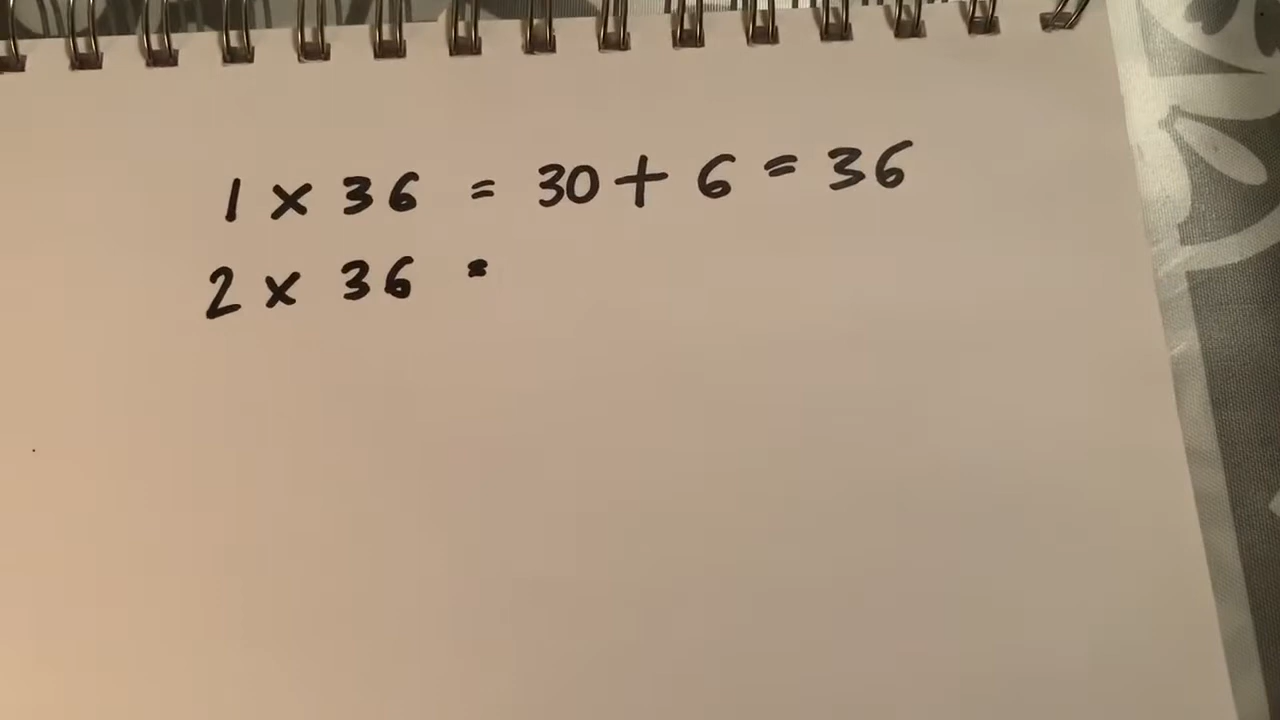 1 x 36 = 30 + 6 = 36
2 x 36 =